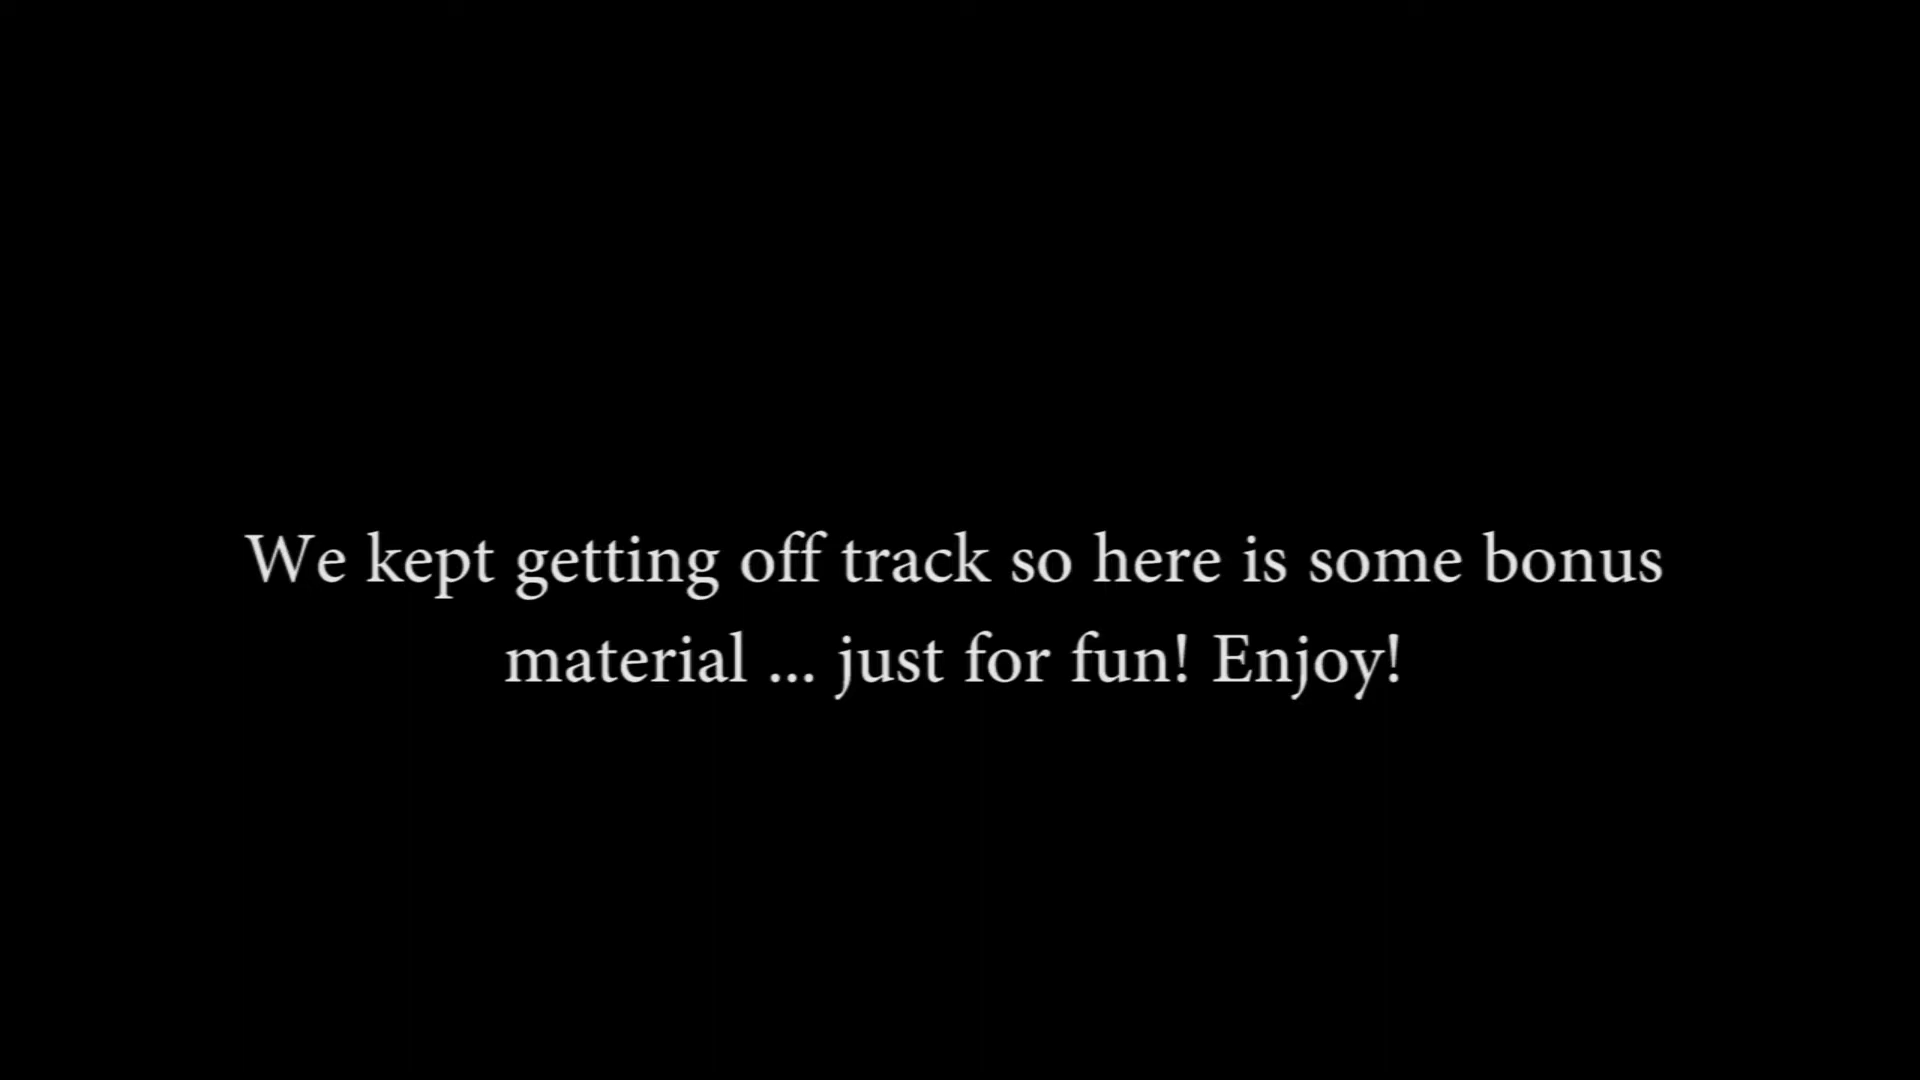 We kept getting off track so here is some bonus
material ... just for fun! Enjoy!